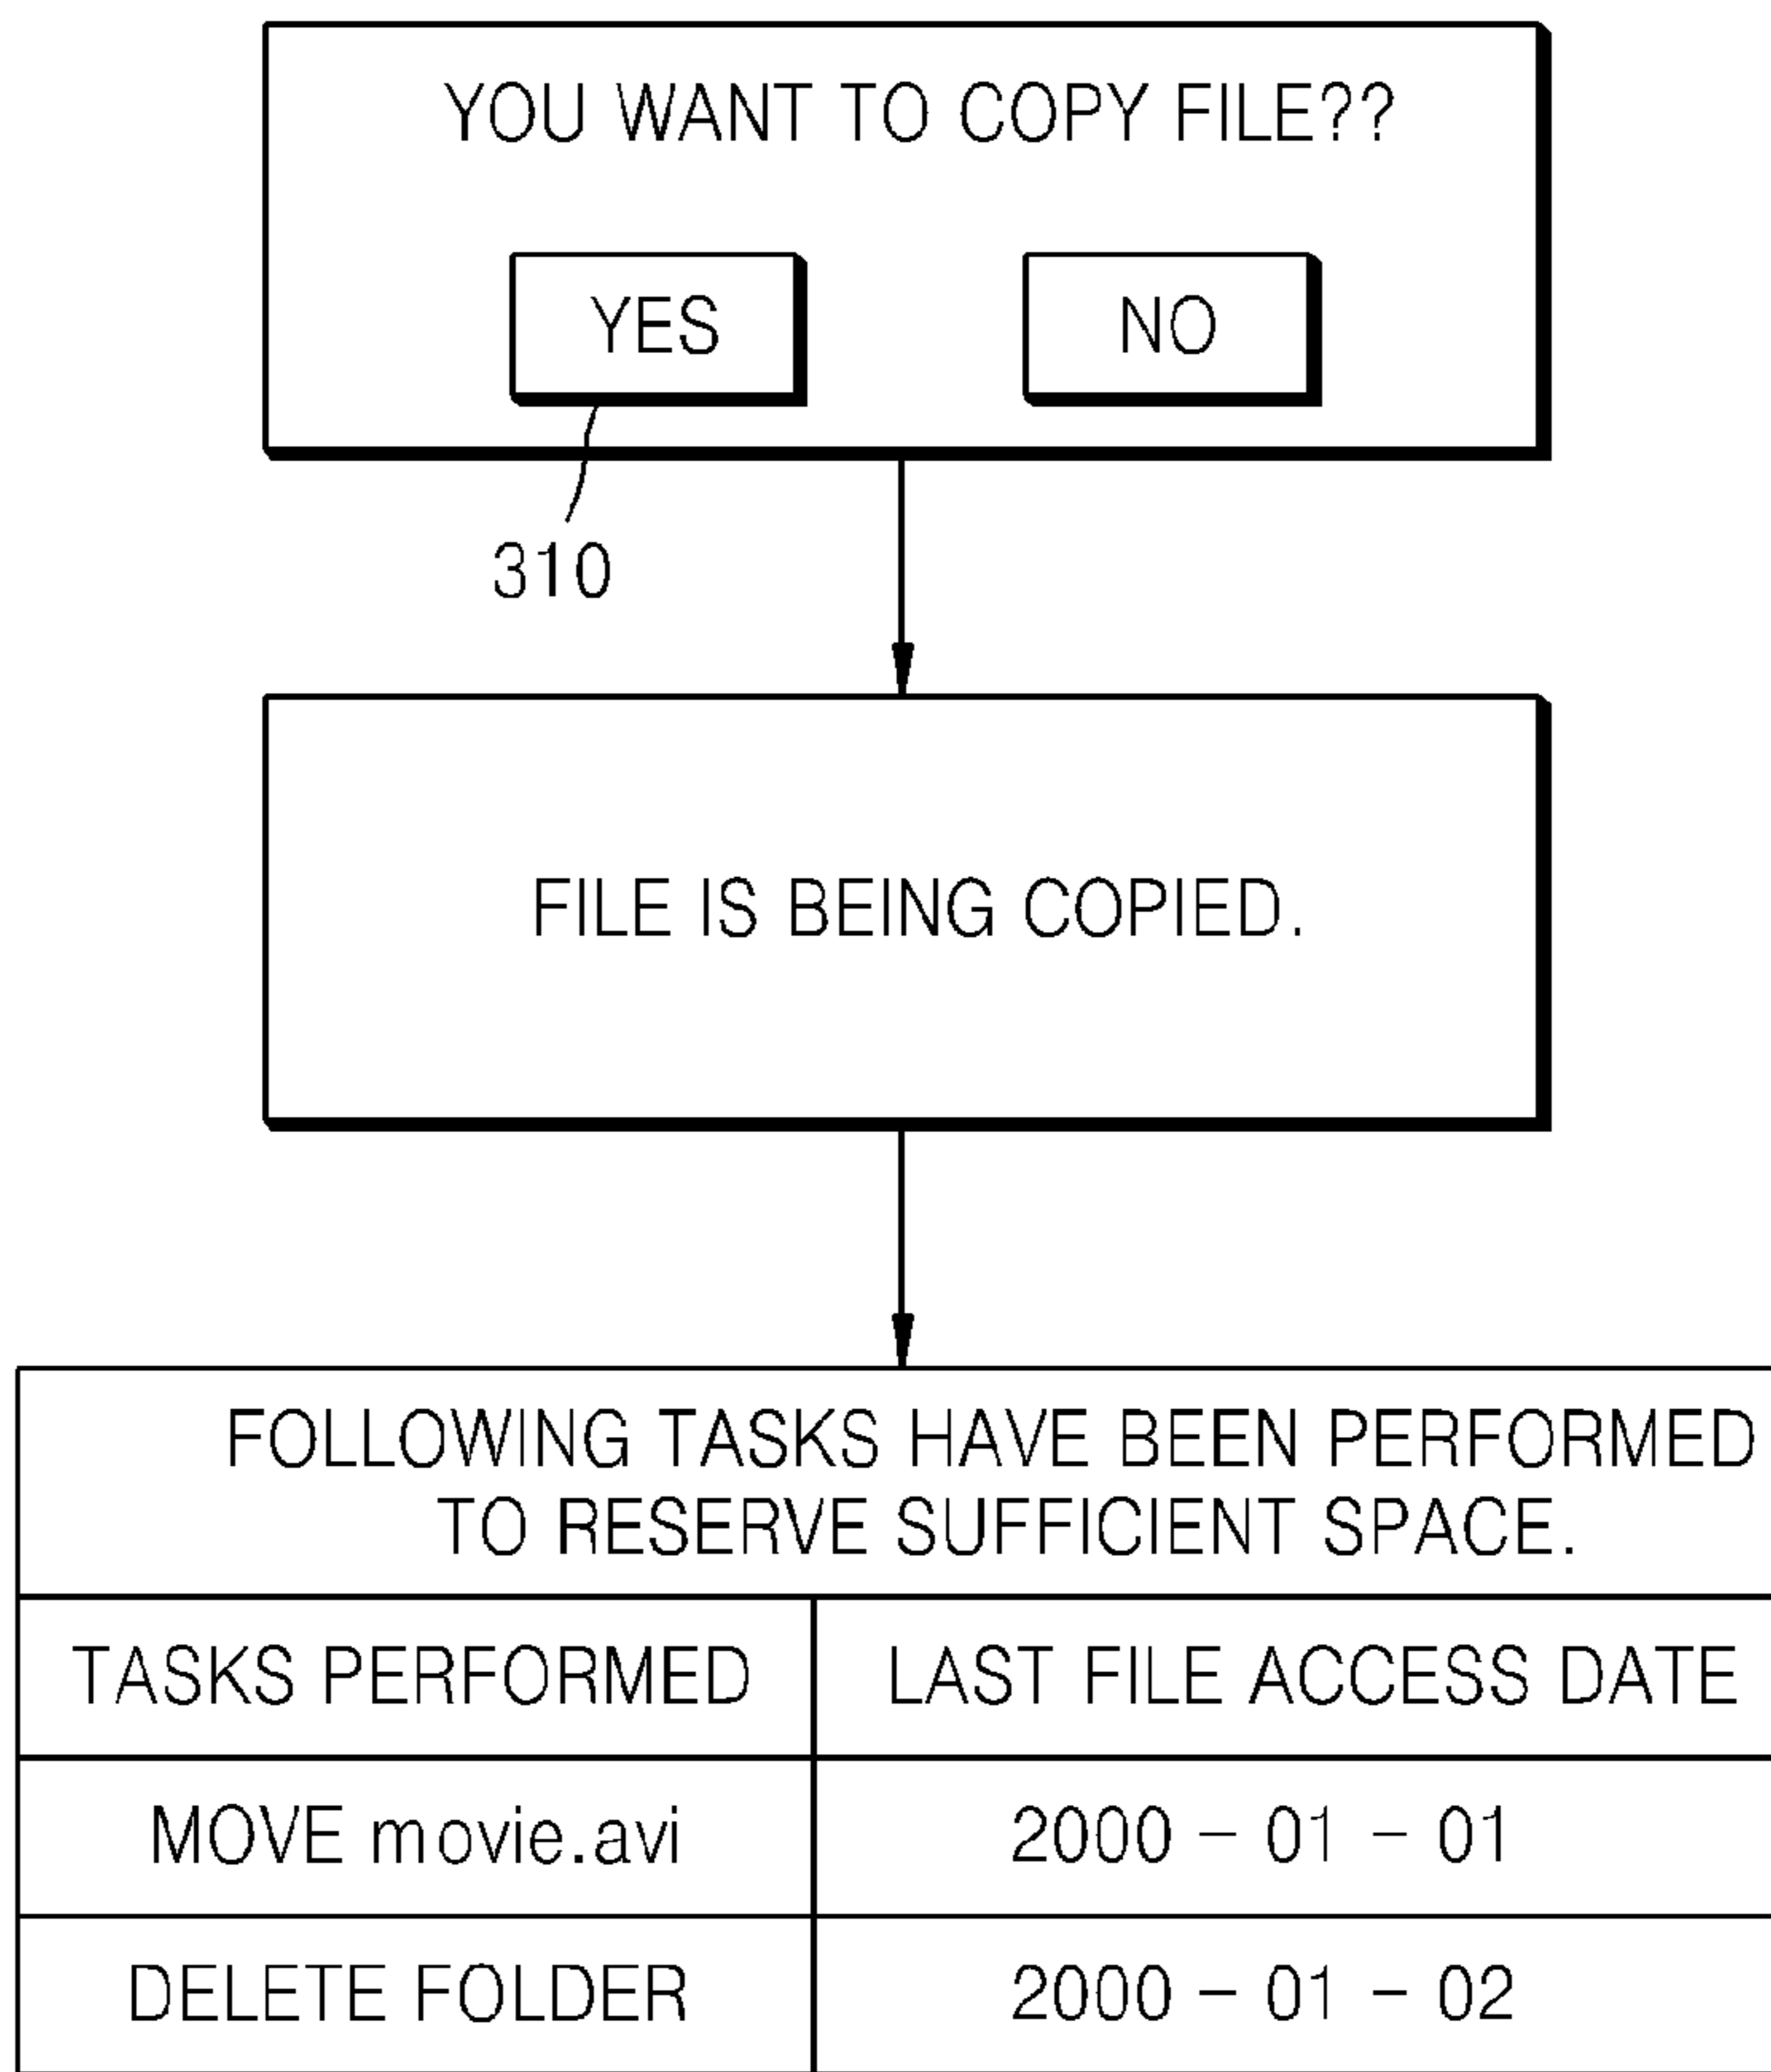 YOU WANT TO COPY FILE??
YES NO
310
FILE IS BEING COPIED.
FOLLOWING TASKS HAVE BEEN PERFORMED
TO RESERVE SUFFICIENT SPACE.
TASKS PERFORMED LAST FILE ACCESS DATE
MOVE movie.avi 2000 – 01 – 01
DELETE FOLDER 2000 – 01 – 02